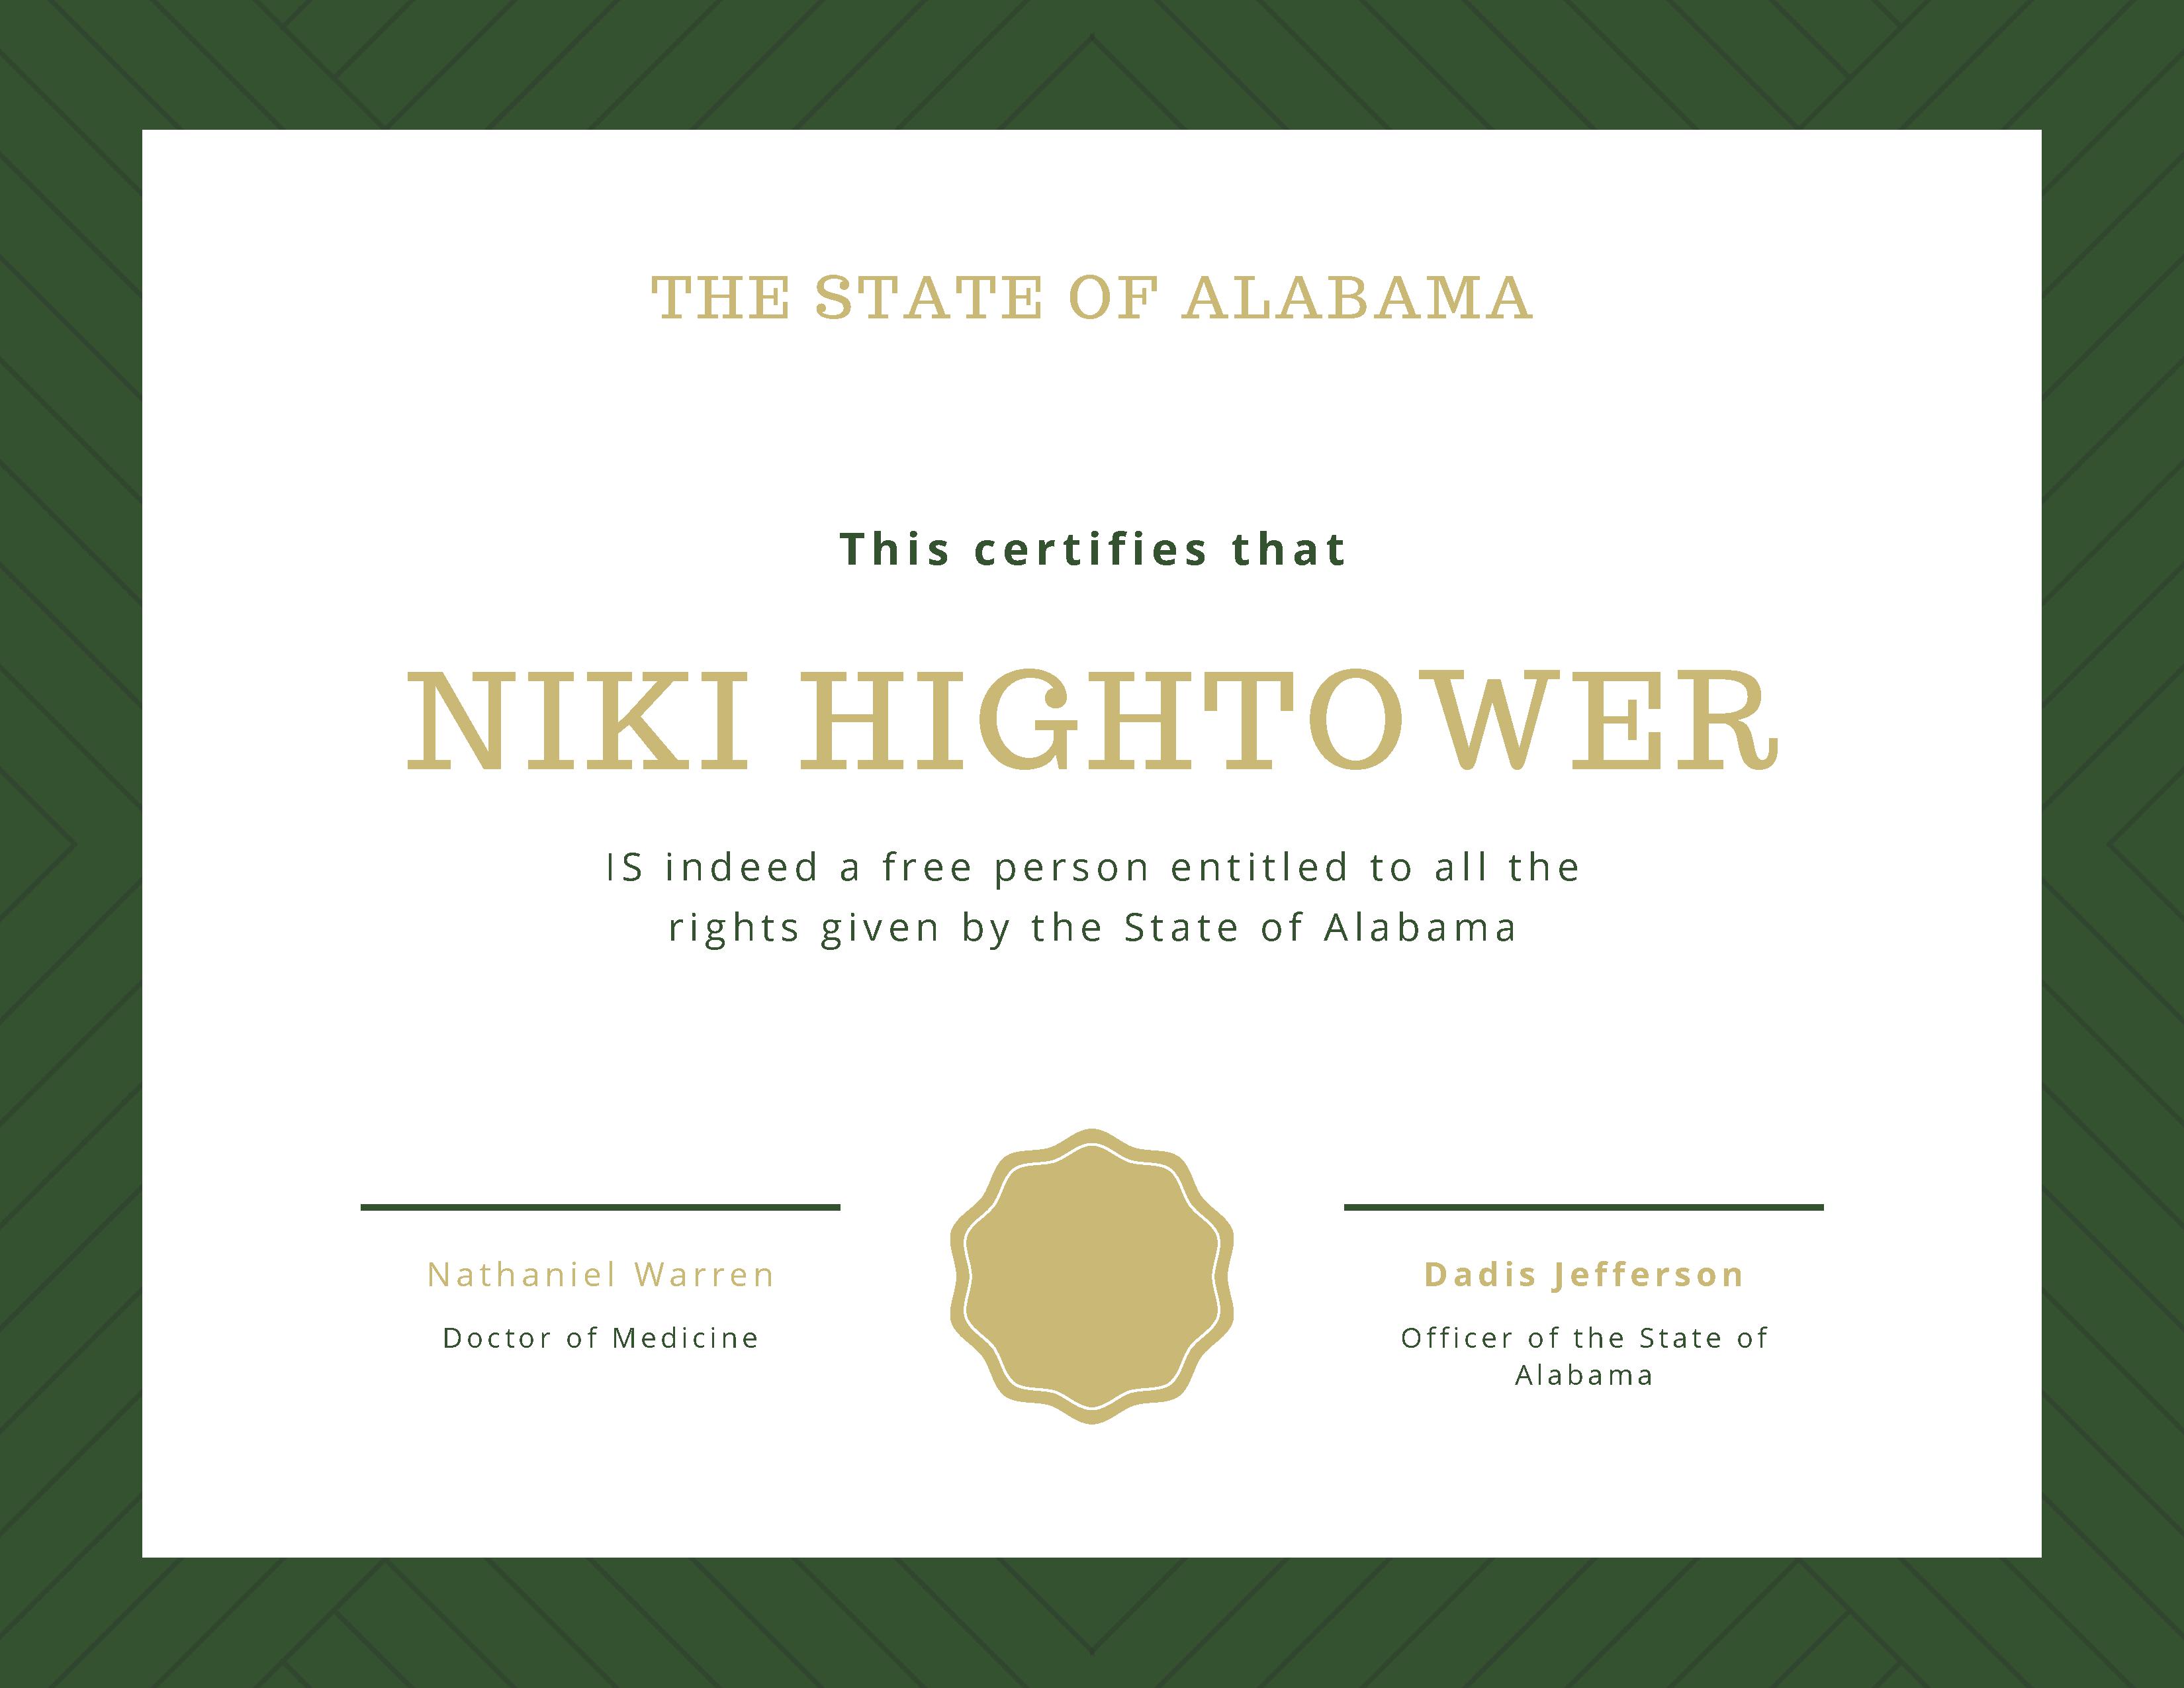 THE STATE OF ALABAMA
This certifies that
NIKI HIGHTOWER
IS indeed a free person entitled to all the
rights given by the State of Alabama
Nathaniel Warren
Doctor of Medicine
Dadis Jefferson
Officer of the State of
Alabama